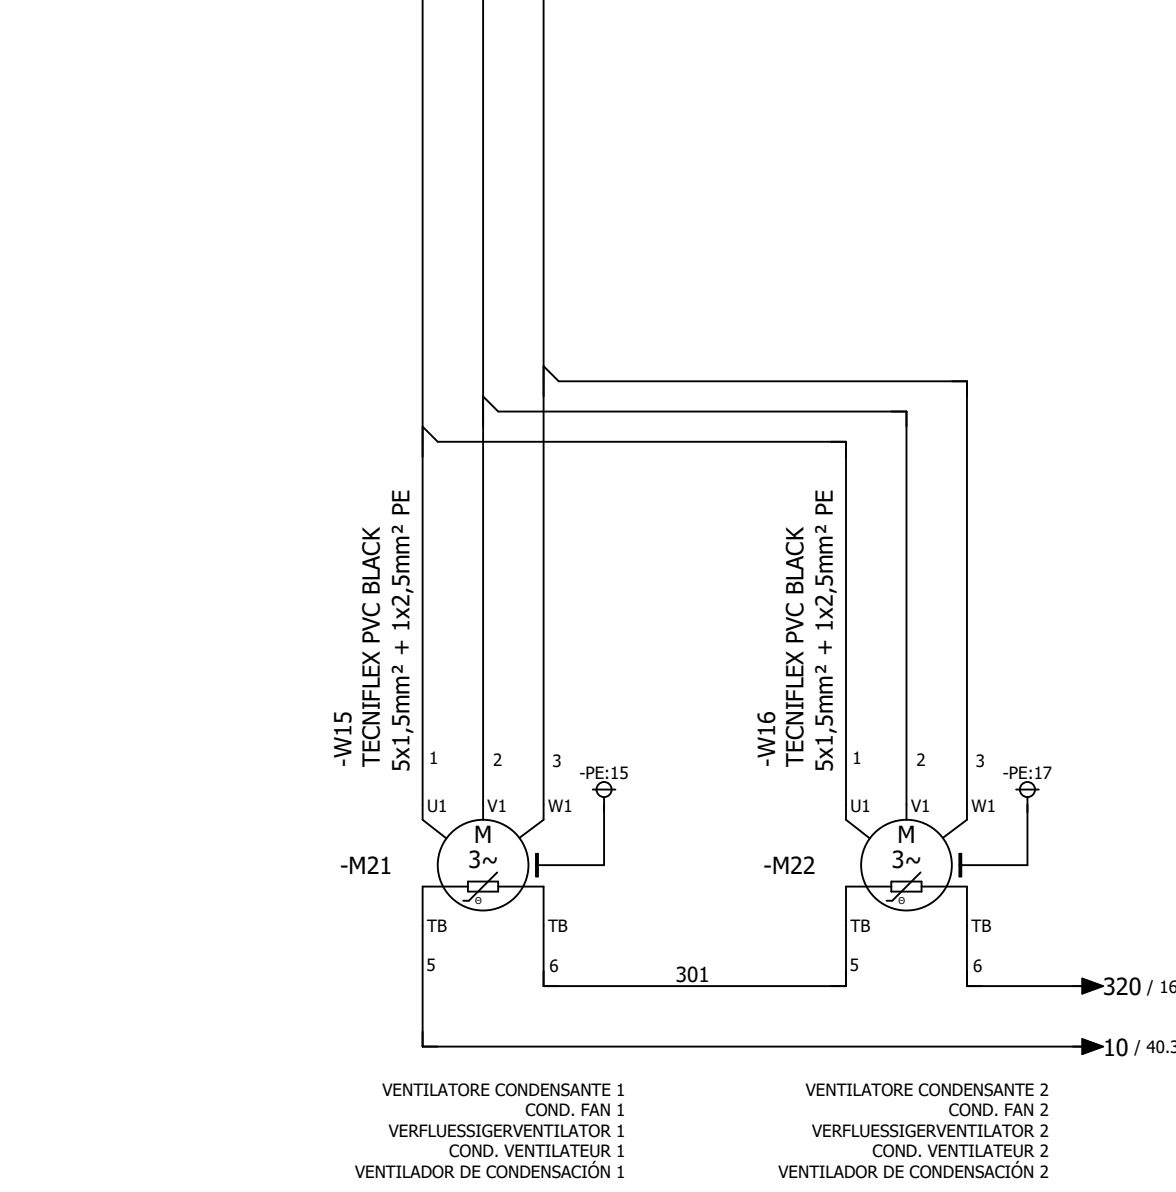 -W15
TECNIFLEX PVC BLACK
5x1,5mm² + 1x2,5mm² PE
-W16
TECNIFLEX PVC BLACK
5x1,5mm² + 1x2,5mm² PE
1
2
3
-PE:15
1
2
3
-PE:17
U1
V1
W1
U1
V1
W1
M
3~
-M21
M
3~
-M22
Θ
Θ
TB
TB
TB
TB
5
6
301
5
6
320 / 16
10 / 40.3
VENTILATORE CONDENSANTE 1
COND. FAN 1
VERFLUESSIGERVENTILATOR 1
COND. VENTILATEUR 1
VENTILADOR DE CONDENSACIÓN 1
VENTILATORE CONDENSANTE 2
COND. FAN 2
VERFLUESSIGERVENTILATOR 2
COND. VENTILATEUR 2
VENTILADOR DE CONDENSACIÓN 2